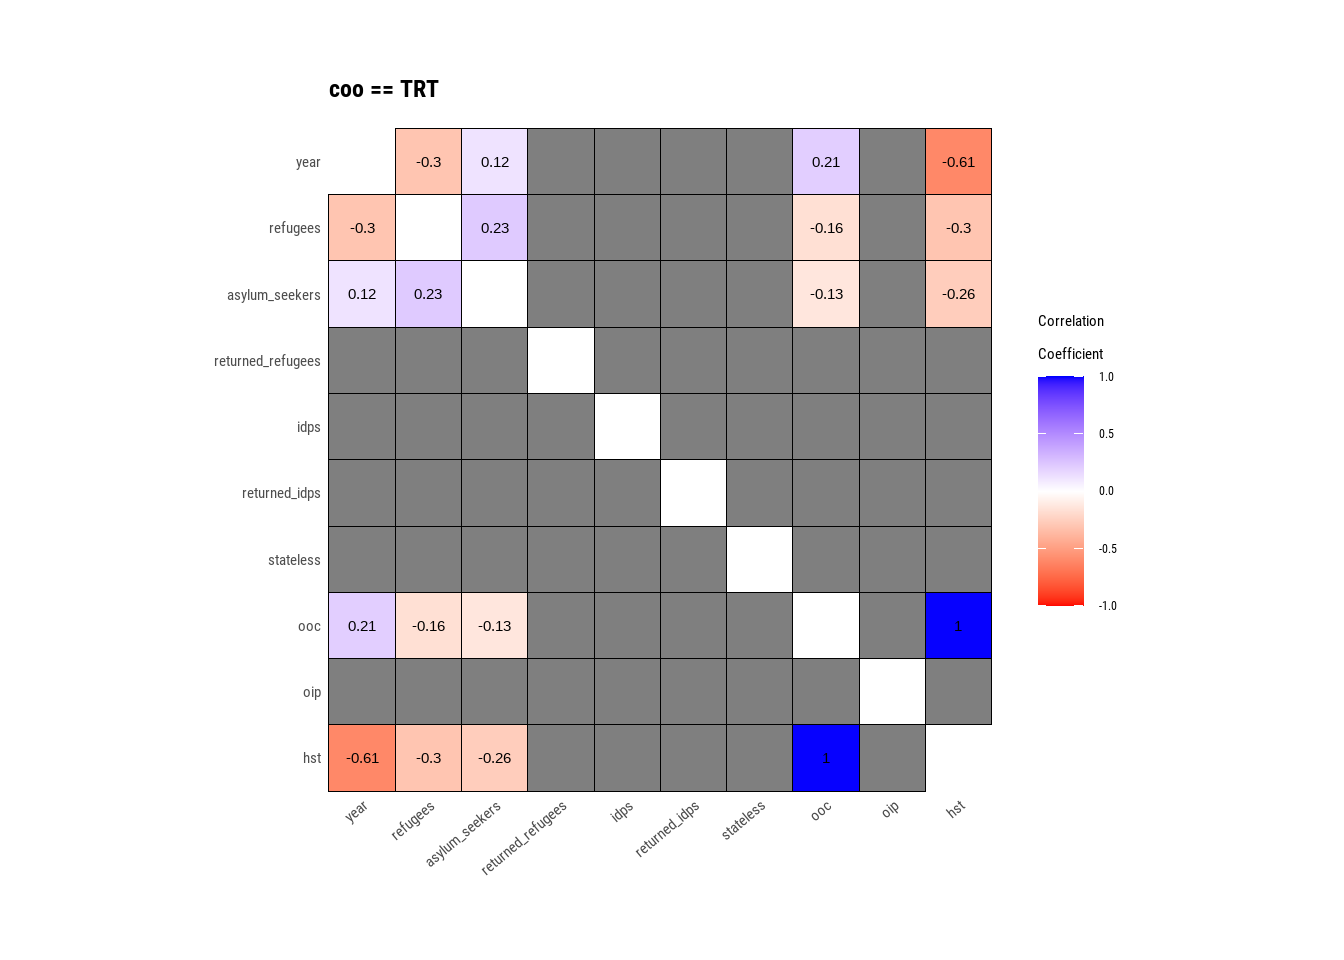 coo == TRT
year -0.3 0.12 0.21 -0.61
refugees -0.3 0.23 -0.16 -0.3
asylum_seekers 0.12 0.23 -0.13 -0.26
returned_refugees
idps
returned_idps
stateless
ooc 0.21 -0.16 -0.13 1
oip
hst -0.61 -0.3 -0.26 1
year refugees asylum_seekers returned_refugees idps returned_idps stateless ooc oip hst
Correlation
Coefficient
1.0
0.5
0.0
-0.5
-1.0